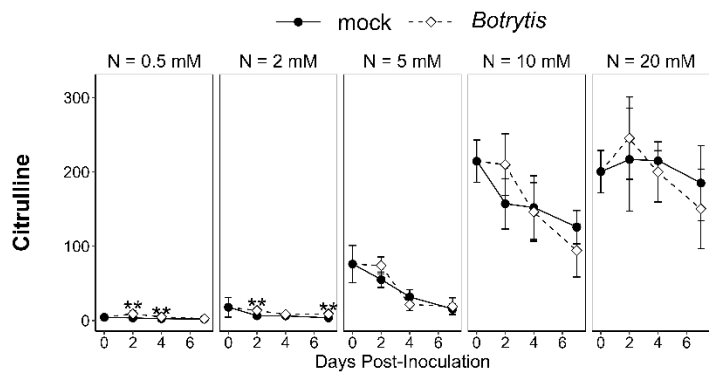 mock Botrytis
N = 0.5 mM N = 2 mM N = 5 mM N = 10 mM N = 20 mM
300
200
100
0
Citrulline
** ** ** **
0 2 4 6 0 2 4 6 0 2 4 6 0 2 4 6 0 2 4 6
Days Post-Inoculation